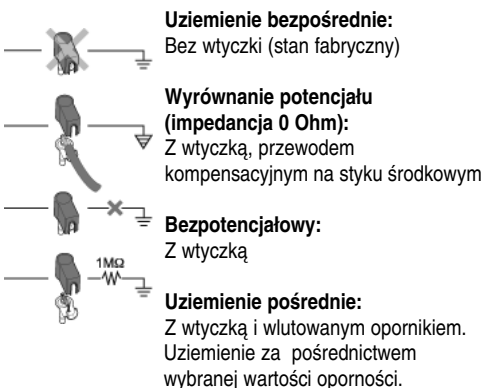 Uziemienie bezpośrednie:
Bez wtyczki (stan fabryczny)
Wyrównanie potencjału
(impedancja 0 Ohm):
Z wtyczką, przewodem
kompensacyjnym na styku środkowym
Bezpotencjałowy:
Z wtyczką
1MΩ
Uziemienie pośrednie:
Z wtyczką i wlutowanym opornikiem.
Uziemienie za pośrednictwem
wybranej wartości oporności.